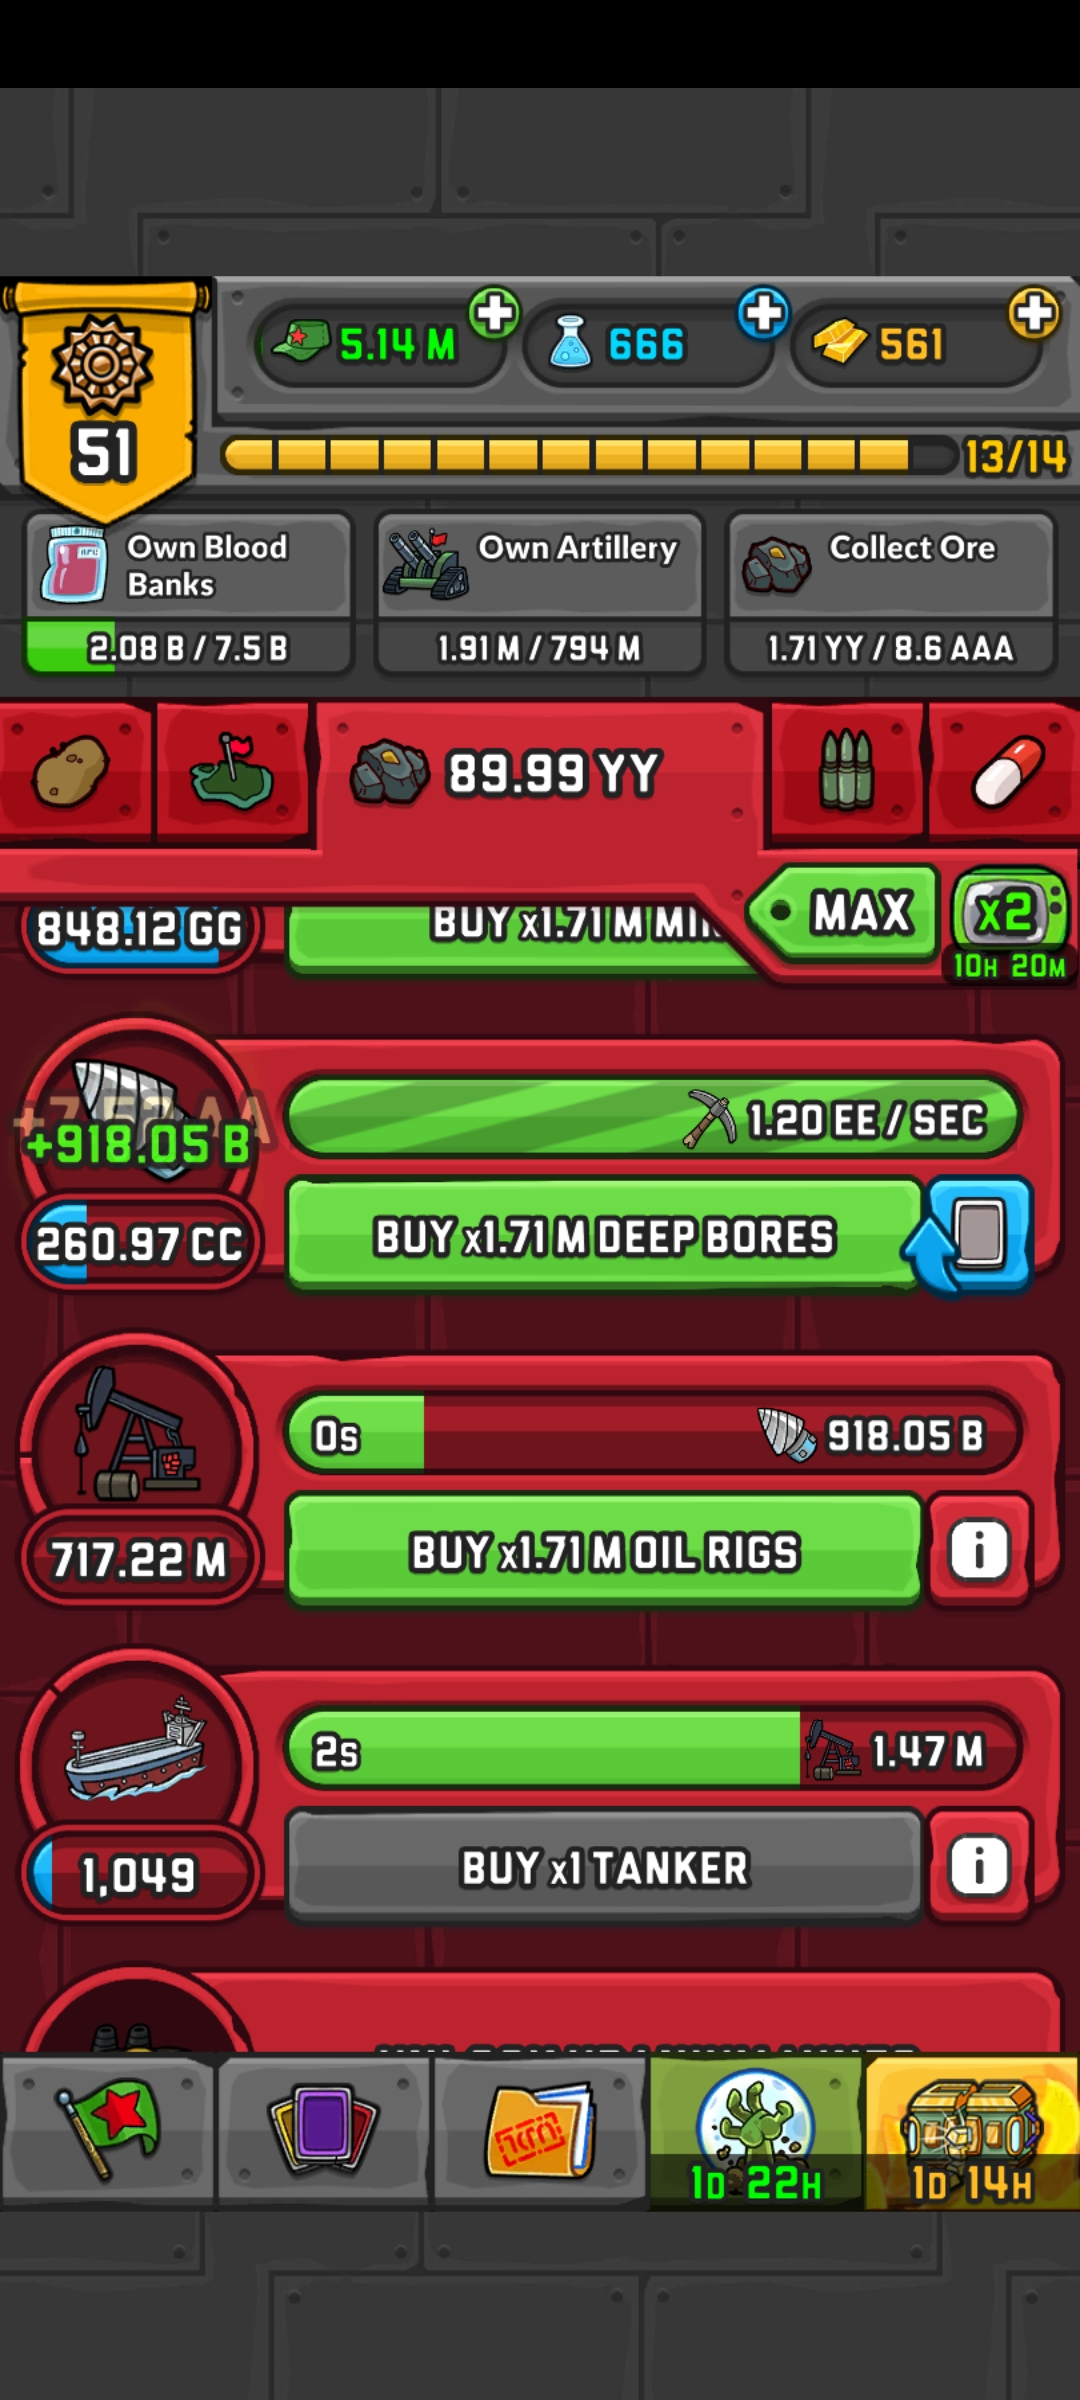 5.14 M
666
561
51
13/14
Own Blood
Banks
Own Artillery
Collect Ore
2.08 B / 7.5 B
1.91 M / 794 M
1.71 YY / 8.6 AAA
89.99 YY
MAX
x2
10H 20M
848.12 GG
BUY x1.71 M
+918.05 B
1.20 EE / SEC
260.97 CC
BUY x1.71 M DEEP BORES
0s
918.05 B
717.22 M
BUY x1.71 M OIL RIGS
i
2s
1.47 M
1,049
BUY x1 TANKER
i
1D 22H
1D 14H